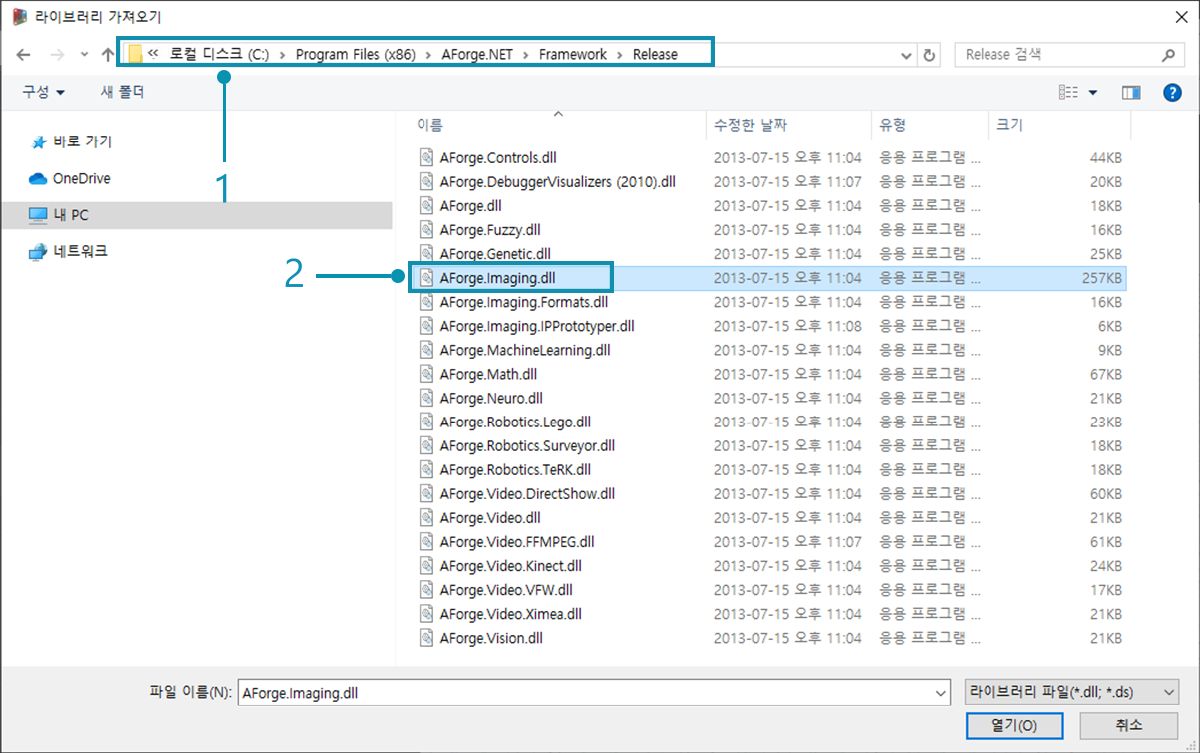 라이브러리 가져오기
« 로컬 디스크 (C:) › Program Files (x86) › AForge.NET › Framework › Release
Release 검색
구성
새 폴더
1
2
바로 가기
OneDrive
내 PC
네트워크
이름 수정한 날짜 유형 크기
AForge.Controls.dll 2013-07-15 오후 11:04 응용 프로그램 ... 44KB
AForge.DebuggerVisualizers (2010).dll 2013-07-15 오후 11:07 응용 프로그램 ... 20KB
AForge.dll 2013-07-15 오후 11:04 응용 프로그램 ... 18KB
AForge.Fuzzy.dll 2013-07-15 오후 11:04 응용 프로그램 ... 16KB
AForge.Genetic.dll 2013-07-15 오후 11:04 응용 프로그램 ... 25KB
AForge.Imaging.dll 2013-07-15 오후 11:04 응용 프로그램 ... 257KB
AForge.Imaging.Formats.dll 2013-07-15 오후 11:04 응용 프로그램 ... 16KB
AForge.Imaging.IPPrototyper.dll 2013-07-15 오후 11:08 응용 프로그램 ... 6KB
AForge.MachineLearning.dll 2013-07-15 오후 11:04 응용 프로그램 ... 9KB
AForge.Math.dll 2013-07-15 오후 11:04 응용 프로그램 ... 67KB
AForge.Neuro.dll 2013-07-15 오후 11:04 응용 프로그램 ... 21KB
AForge.Robotics.Lego.dll 2013-07-15 오후 11:04 응용 프로그램 ... 23KB
AForge.Robotics.Surveyor.dll 2013-07-15 오후 11:04 응용 프로그램 ... 18KB
AForge.Robotics.TeRK.dll 2013-07-15 오후 11:04 응용 프로그램 ... 18KB
AForge.Video.DirectShow.dll 2013-07-15 오후 11:04 응용 프로그램 ... 60KB
AForge.Video.dll 2013-07-15 오후 11:04 응용 프로그램 ... 21KB
AForge.Video.FFMPEG.dll 2013-07-15 오후 11:07 응용 프로그램 ... 61KB
AForge.Video.Kinect.dll 2013-07-15 오후 11:04 응용 프로그램 ... 24KB
AForge.Video.VFW.dll 2013-07-15 오후 11:04 응용 프로그램 ... 17KB
AForge.Video.Ximea.dll 2013-07-15 오후 11:04 응용 프로그램 ... 21KB
AForge.Vision.dll 2013-07-15 오후 11:04 응용 프로그램 ... 21KB
파일 이름(N): AForge.Imaging.dll
라이브러리 파일(*.dll; *.ds)
열기(O)
취소